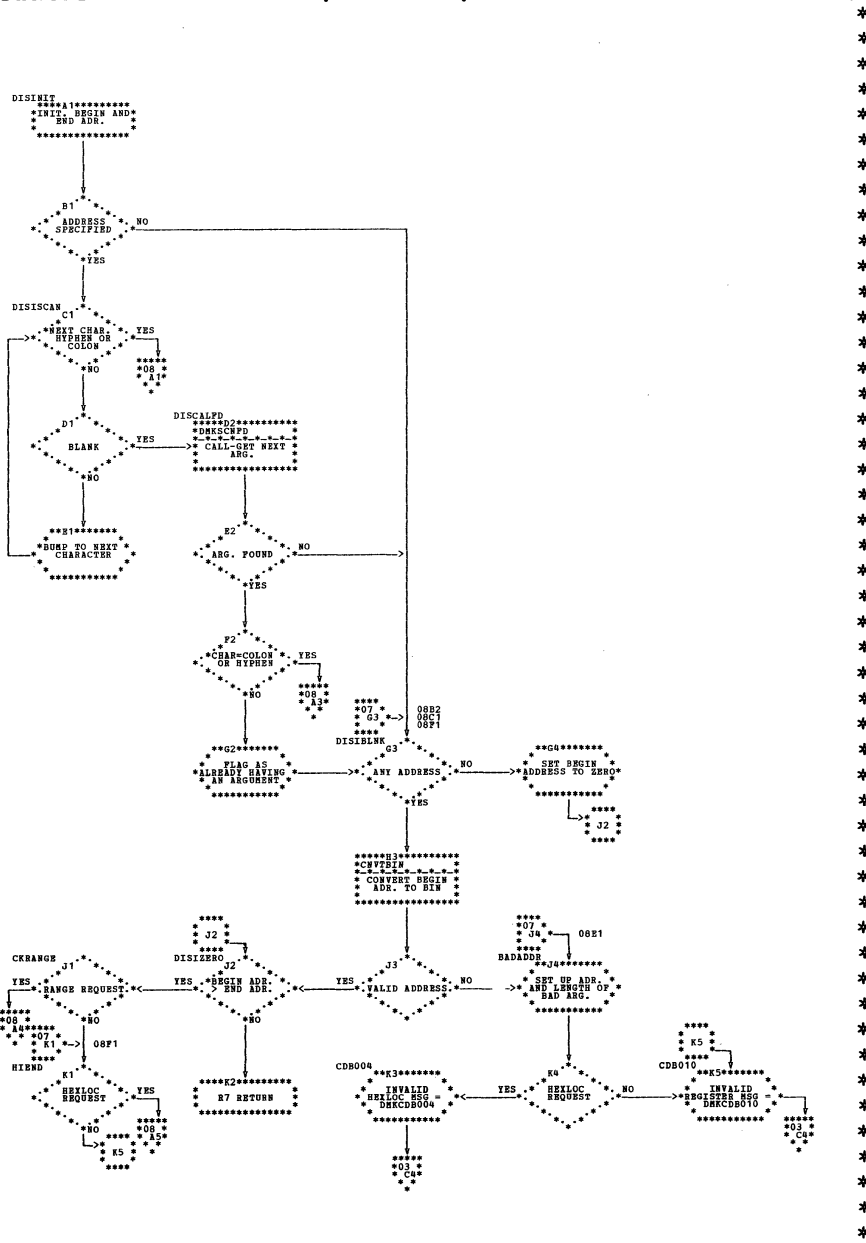 DISINIT
A1
INIT. BEGIN AND
END ADR.
B1
ADDRESS
SPECIFIED
NO
YES
DISISCAN
C1
NEXT CHAR.
HYPHEN OR
COLON
YES
*08
A1*
NO
D1
BLANK
YES
NO
DISCALFD
D2
*DMKSCNFD
CALL-GET NEXT
ARG.
E1
BUMP TO NEXT
CHARACTER
E2
ARG. FOUND
NO
YES
F2
CHAR=COLON
OR HYPHEN
YES
*08
A3*
NO
*07
G3
08B2
08C1
08F1
DISIBLNK
G2
FLAG AS
ALREADY HAVING
AN ARGUMENT
G3
ANY ADDRESS
NO
YES
G4
SET BEGIN
ADDRESS TO ZERO
J2
H3
*CNVTBIN
CONVERT BEGIN
ADR. TO BIN
J2
*07
J4
08E1
CKRANGE
J1
RANGE REQUEST
YES
NO
*08
A4*
DISIZERO
J2
BEGIN ADR.
> END ADR.
YES
NO
J3
VALID ADDRESS
YES
NO
BADADDR
J4
SET UP ADR.
AND LENGTH OF
BAD ARG.
*07
K1
08F1
HIEND
K1
HEXLOC
REQUEST
YES
NO
*08
A5*
K5
K2
R7 RETURN
CDB004
K3
INVALID
HEXLOC MSG =
DMKCDB004
*03
C4*
K4
HEXLOC
REQUEST
YES
NO
K5
CDB010
K5
INVALID
REGISTER MSG =
DMKCDB010
*03
C4*